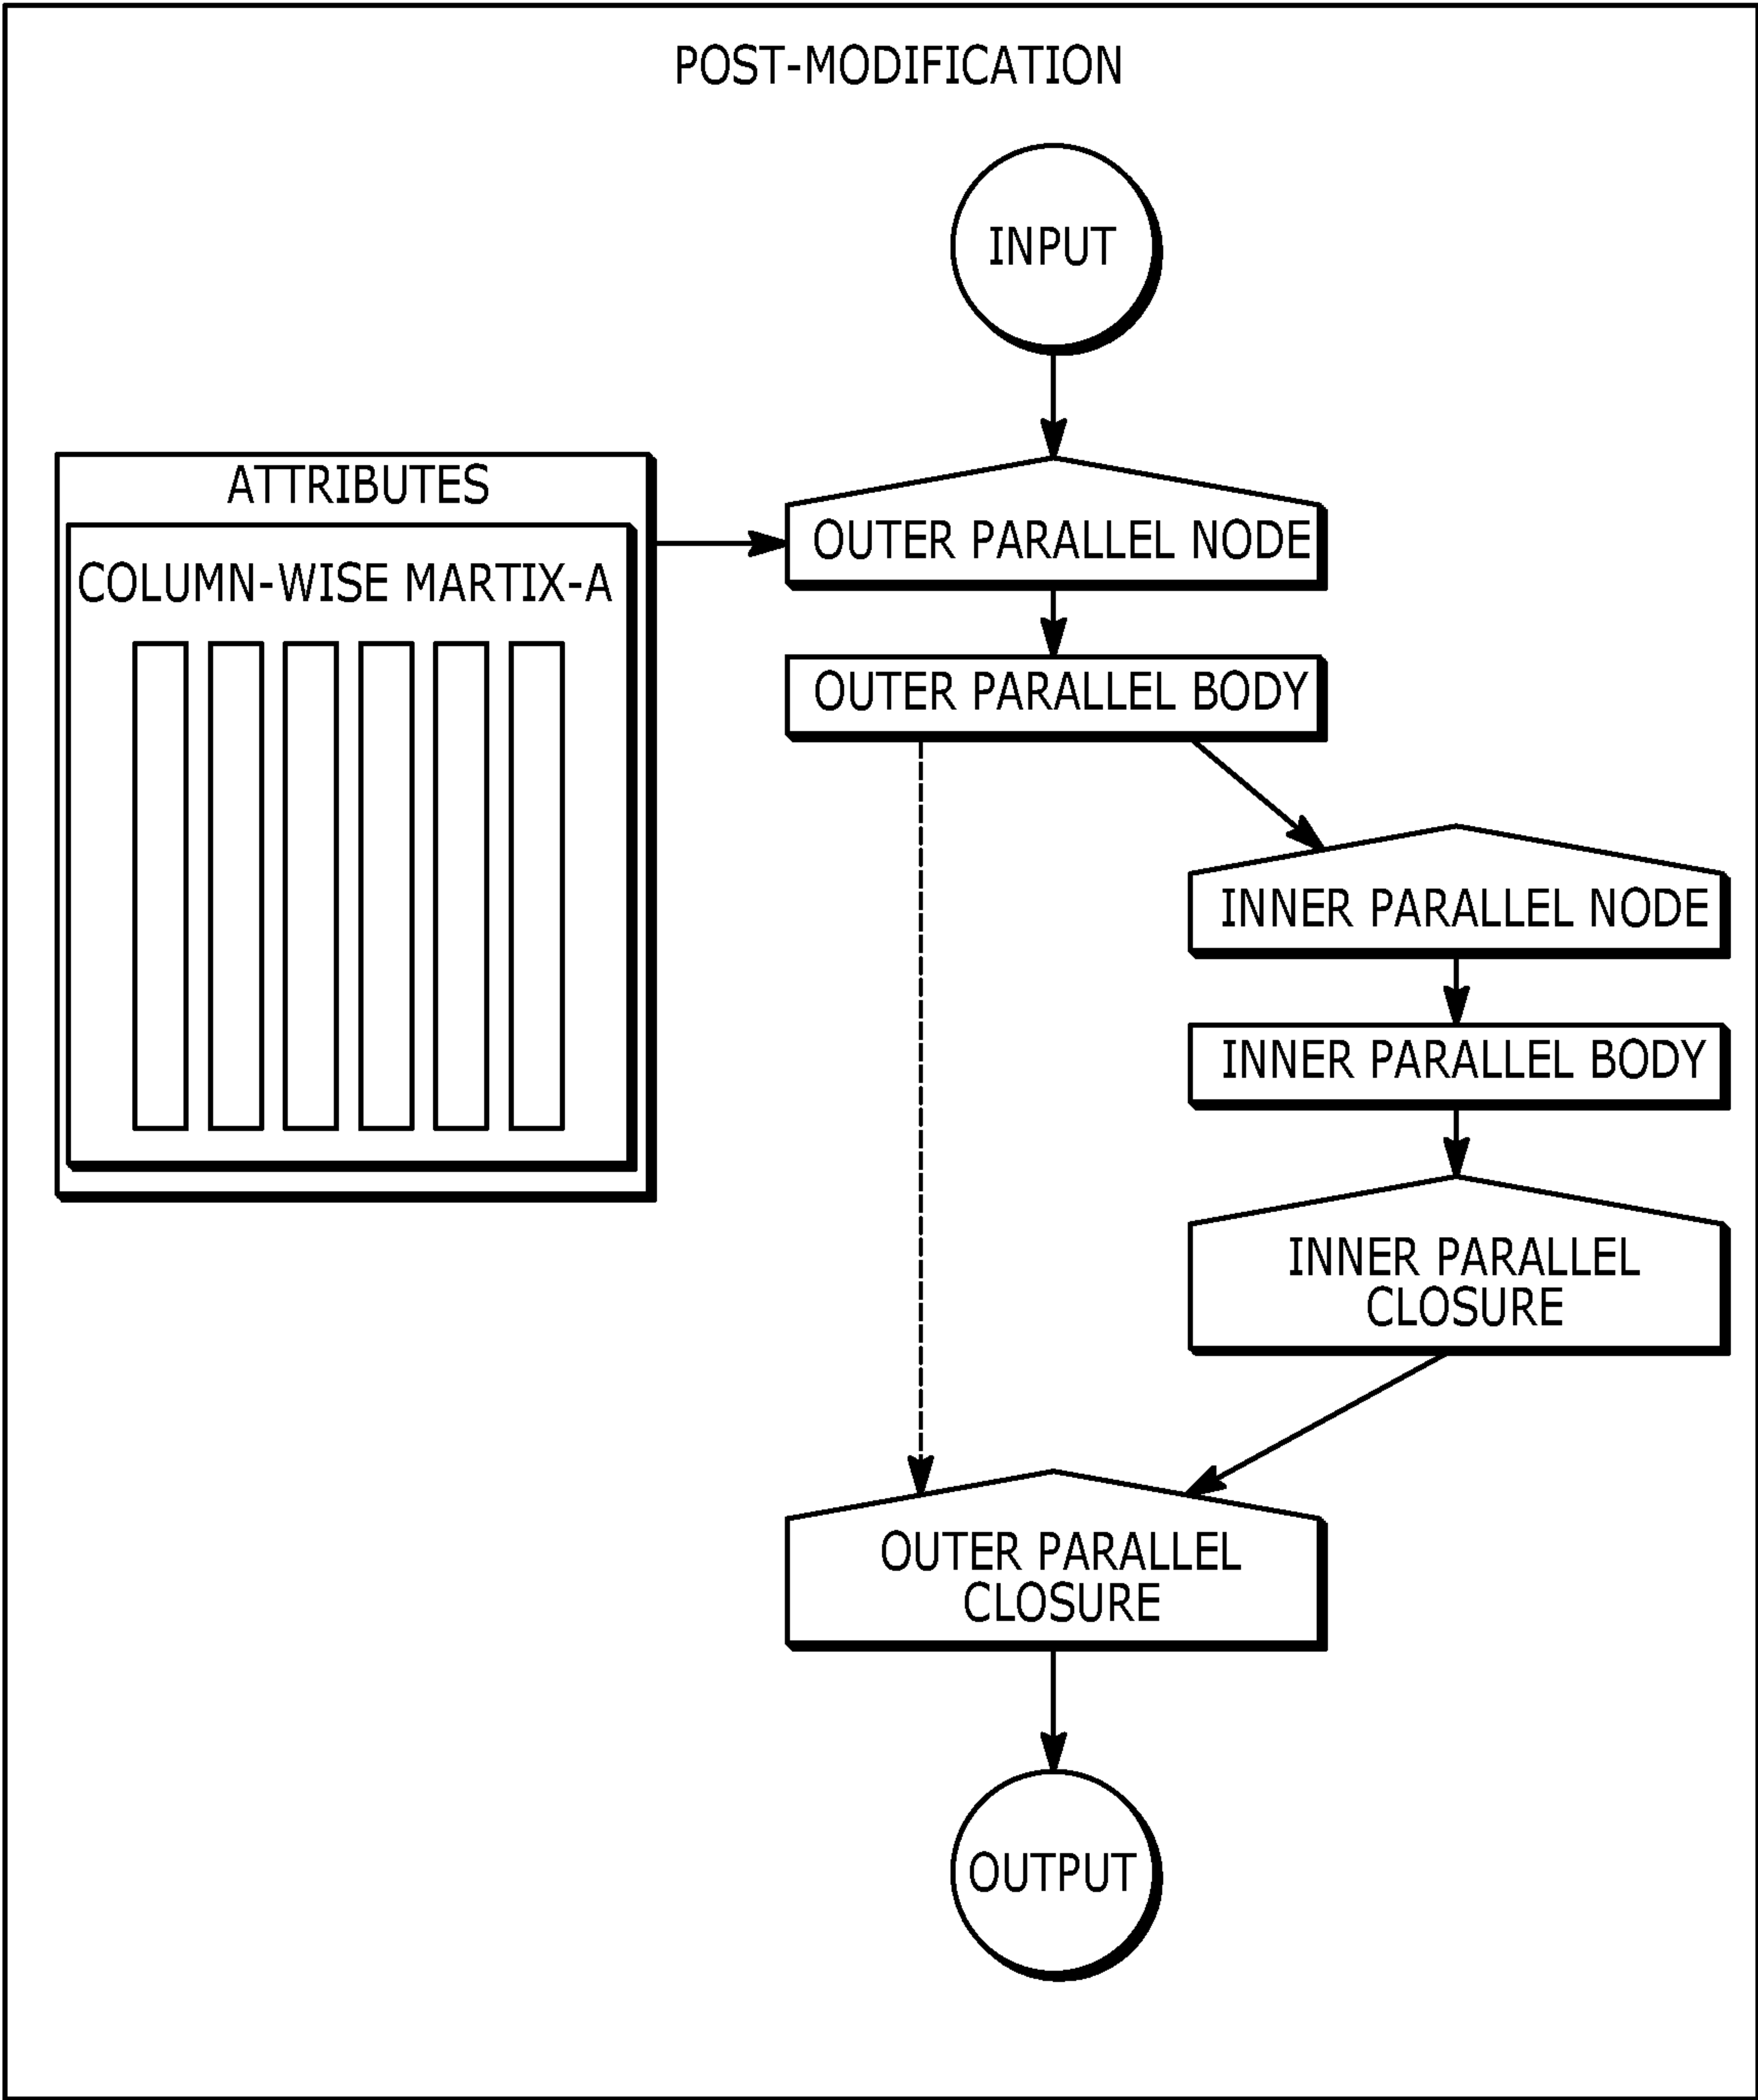 POST-MODIFICATION
INPUT
ATTRIBUTES
COLUMN-WISE MARTIX-A
OUTER PARALLEL NODE
OUTER PARALLEL BODY
INNER PARALLEL NODE
INNER PARALLEL BODY
INNER PARALLEL
CLOSURE
OUTER PARALLEL
CLOSURE
OUTPUT